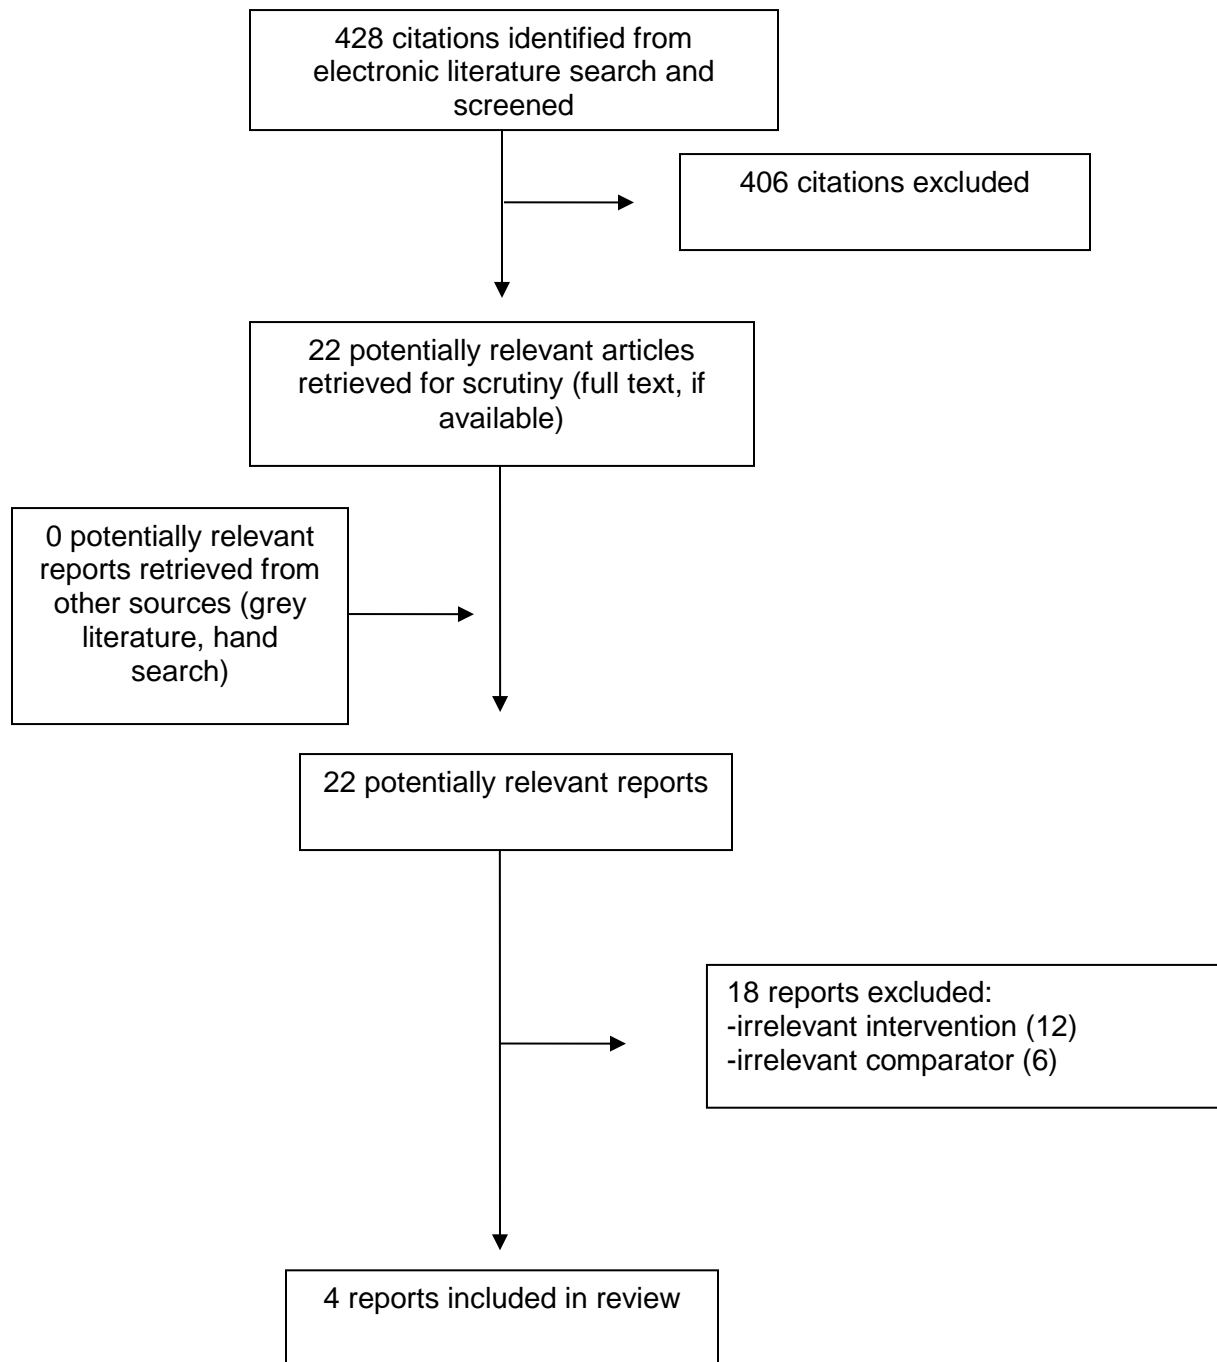 428 citations identified from
electronic literature search and
screened
406 citations excluded
22 potentially relevant articles
retrieved for scrutiny (full text, if
available)
0 potentially relevant
reports retrieved from
other sources (grey
literature, hand
search)
22 potentially relevant reports
18 reports excluded:
-irrelevant intervention (12)
-irrelevant comparator (6)
4 reports included in review